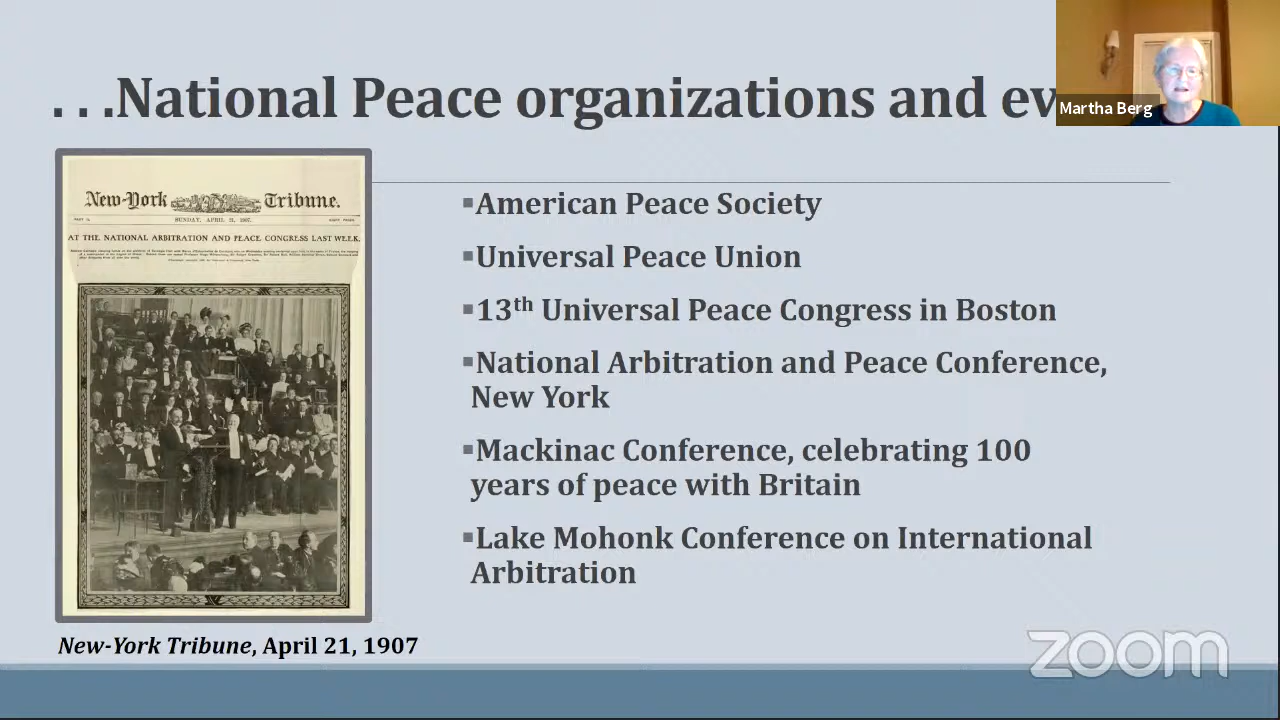 . . .National Peace organizations and ev
Martha Berg
New-York Tribune.
SUNDAY, APRIL 21, 1907.
AT THE NATIONAL ARBITRATION AND PEACE CONGRESS LAST WEEK.
▪American Peace Society
▪Universal Peace Union
▪13th Universal Peace Congress in Boston
▪National Arbitration and Peace Conference,
New York
▪Mackinac Conference, celebrating 100
years of peace with Britain
▪Lake Mohonk Conference on International
Arbitration
New-York Tribune, April 21, 1907
zoom